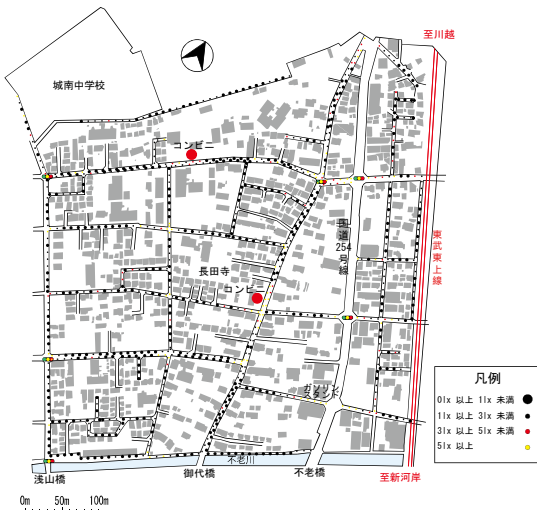 至川越
城南中学校
コンビニ
国道254号線
東武東上線
長田寺
コンビニ
ガソリンスタンド
凡例
0lx 以上 1lx 未満
1lx 以上 3lx 未満
3lx 以上 5lx 未満
5lx 以上
不老川
浅山橋
御代橋
不老橋
至新河岸
0m 50m 100m